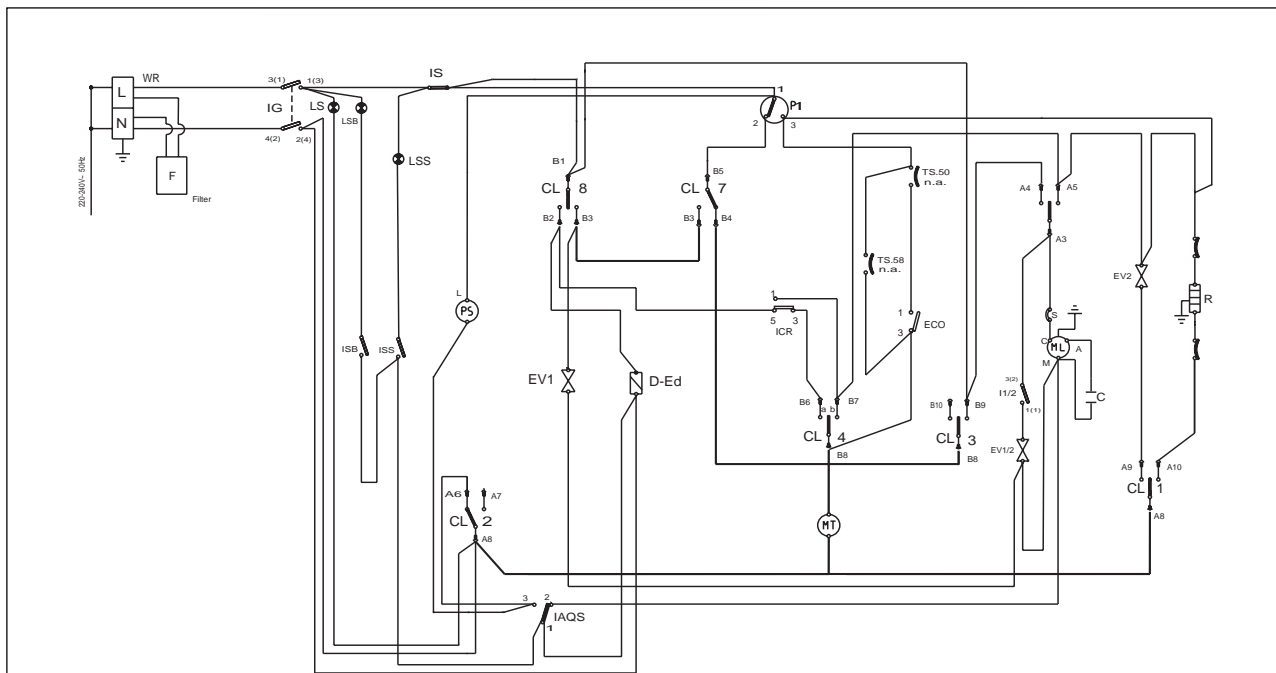 WR
3(1)
1(3)
IS
L
LS
LSB
IG
N
4(2)
2(4)
F
Filter
220-240V~ 50Hz
LSS
1
P1
2
3
B1
CL 8
B2
B3
B5
CL 7
B3
B4
TS.50
n.a.
TS.58
n.a.
A4
A5
A3
EV2
R
L
PS
1
5
3
ICR
1
3
ECO
S
C
ML
A
M
C
ISB
ISS
EV1
D-Ed
3(2)
I1/2
1(1)
EV1/2
B6
a
b
B7
CL 4
B8
B10
B9
CL 3
B8
A9
A10
CL 1
A8
A6
A7
CL 2
A8
MT
3
2
IAQS
1